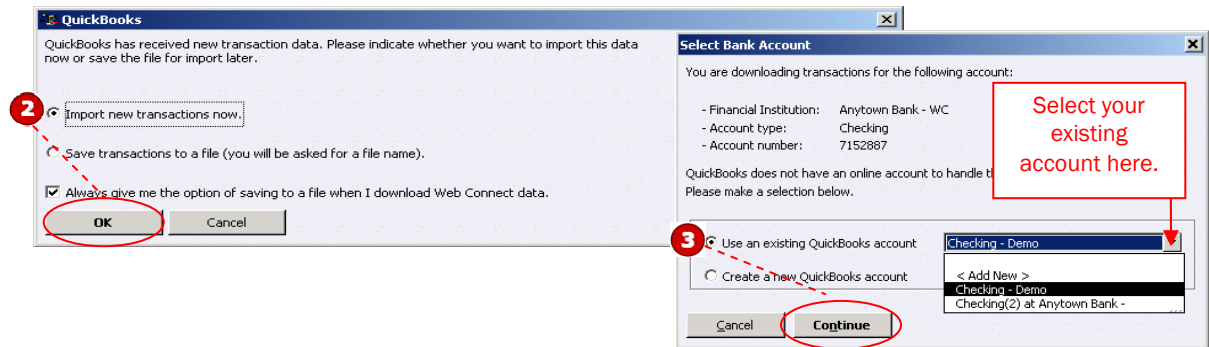 QuickBooks
QuickBooks has received new transaction data. Please indicate whether you want to import this data
now or save the file for import later.
2
Import new transactions now.
Save transactions to a file (you will be asked for a file name).
Always give me the option of saving to a file when I download Web Connect data.
OK Cancel
Select Bank Account
You are downloading transactions for the following account:
- Financial Institution: Anytown Bank - WC
- Account type: Checking
- Account number: 7152887
Select your
existing
account here.
QuickBooks does not have an online account to handle
Please make a selection below.
3
Use an existing QuickBooks account Checking - Demo
Create a new QuickBooks account
< Add New >
Checking - Demo
Checking(2) at Anytown Bank -
Cancel Continue